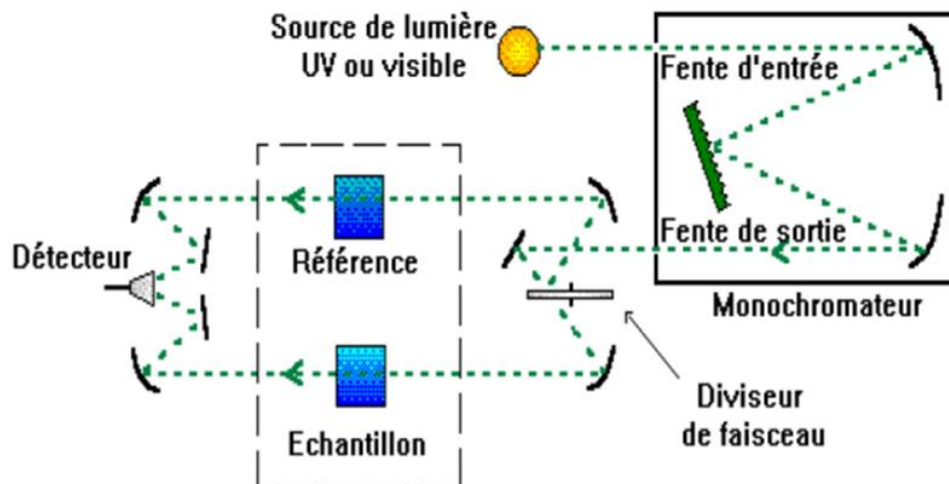 Source de lumière
UV ou visible
Fente d'entrée
Fente de sortie
Monochromateur
Détecteur
Référence
Echantillon
Diviseur
de faisceau